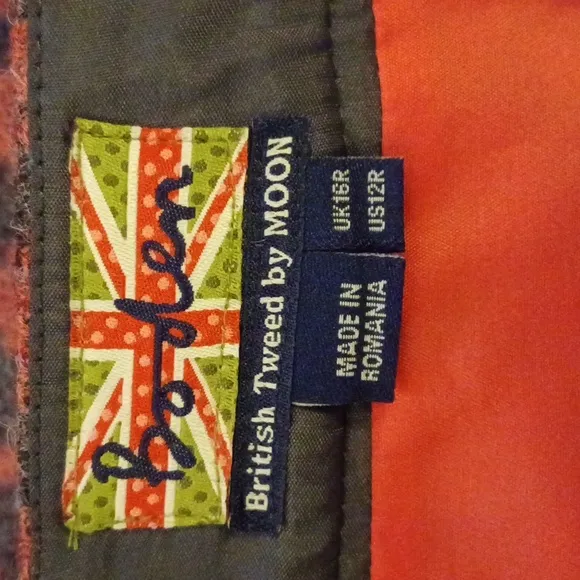 Boden
British Tweed by MOON
UK16R
US12R
MADE IN
ROMANIA